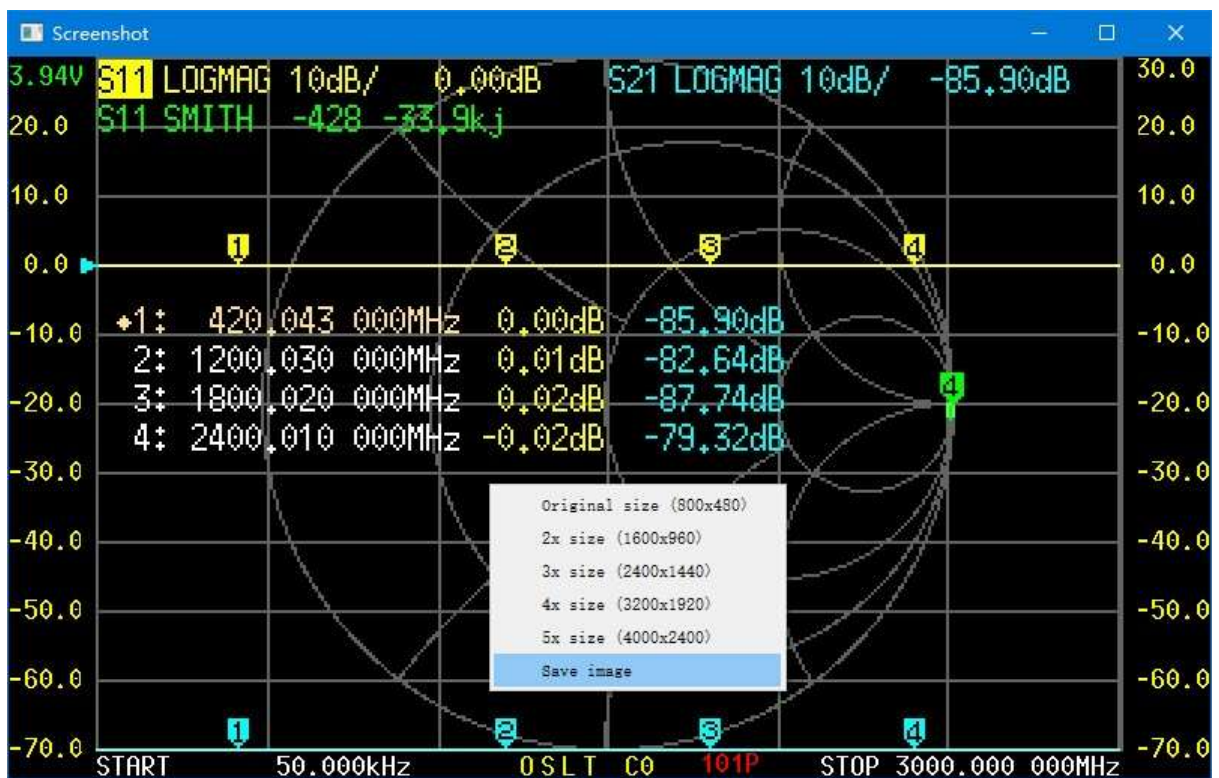 Screenshot
3.94V S11 LOGMAG 10dB/ 0.00dB S21 LOGMAG 10dB/ -85.90dB 30.0
20.0 S11 SMITH -428 -33.9kj 20.0
10.0 10.0
1 2 3 4
0.0 0.0
1: 420.043 000MHz 0.00dB -85.90dB
-10.0 -10.0
2: 1200.030 000MHz 0.01dB -82.64dB
4
3: 1800.020 000MHz 0.02dB -87.74dB
-20.0 -20.0
4: 2400.010 000MHz -0.02dB -79.32dB
-30.0 -30.0
Original size (800x480)
2x size (1600x960)
-40.0 -40.0
3x size (2400x1440)
4x size (3200x1920)
-50.0 -50.0
5x size (4000x2400)
Save image
-60.0 -60.0
1 2 3 4
-70.0 -70.0
START 50.000kHz OSLT C0 101P STOP 3000.000 000MHz